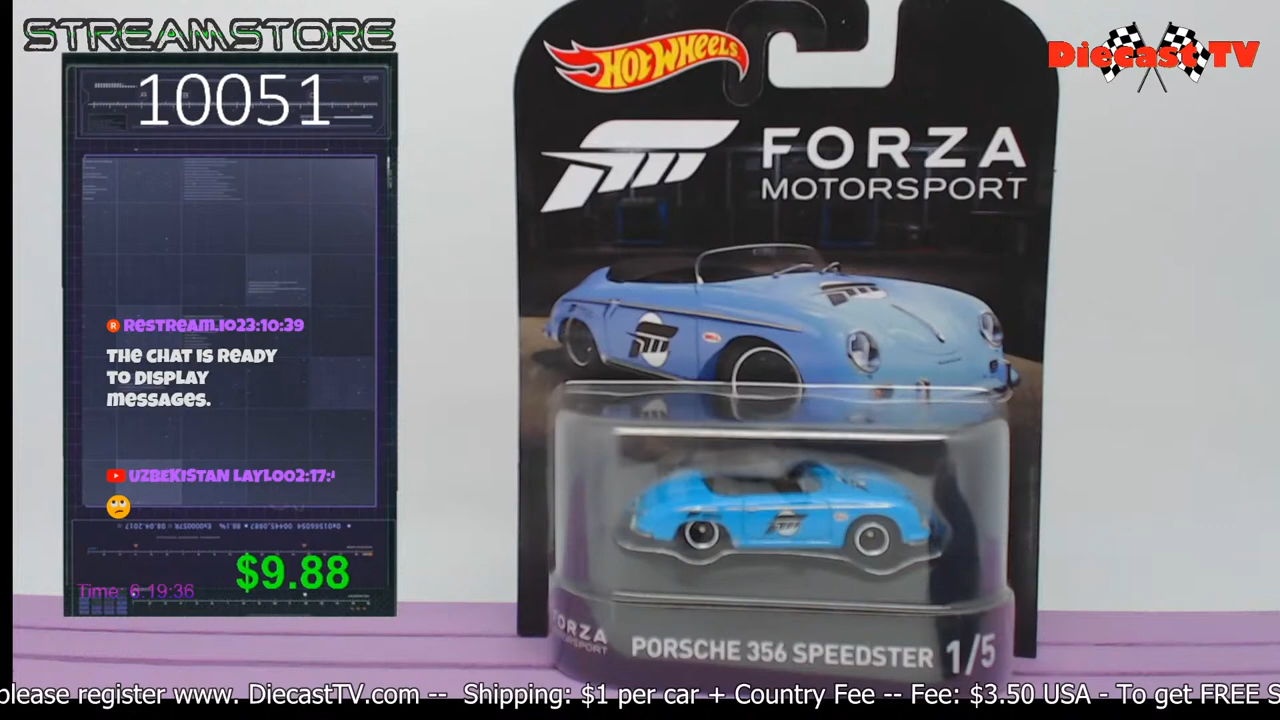 STREAMSTORE
10051
RESTREAM.IO23:10:39
THE CHAT IS READY
TO DISPLAY
MESSAGES.
UZBEKISTAN LAYLO02:17:
$9.88
Time: 6:19:36
HOT WHEELS
FORZA
MOTORSPORT
FORZA
MOTORSPORT
PORSCHE 356 SPEEDSTER 1/5
Diecast TV
please register www. DiecastTV.com -- Shipping: $1 per car + Country Fee -- Fee: $3.50 USA - To get FREE S